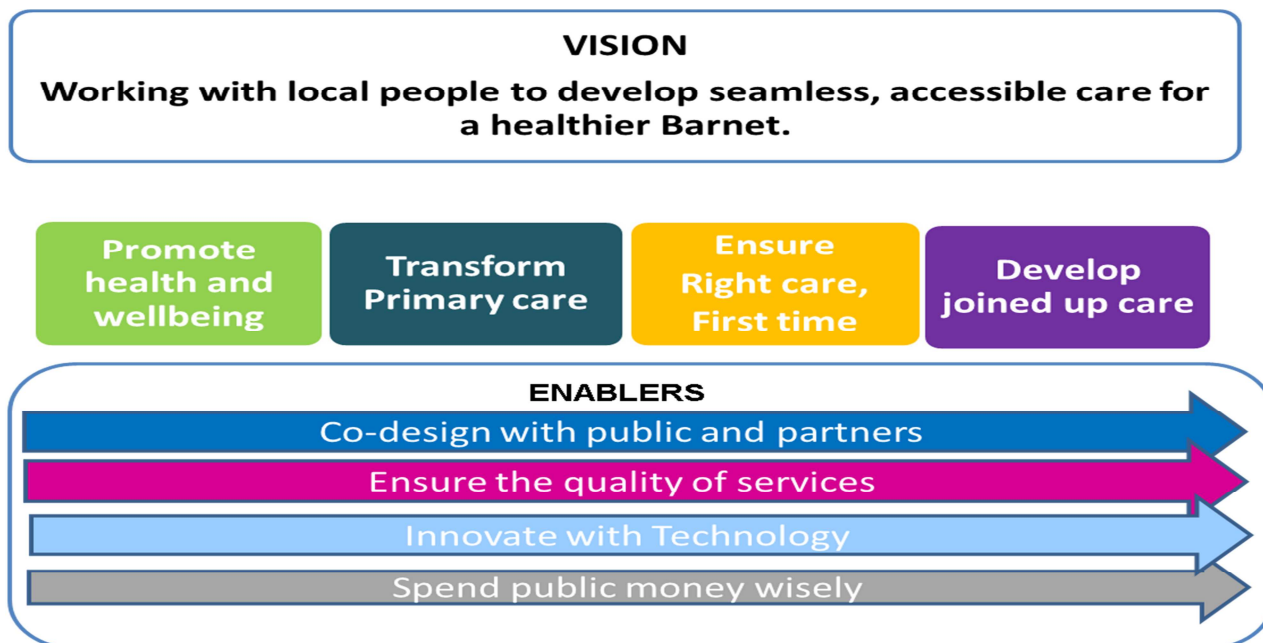 VISION
Working with local people to develop seamless, accessible care for
a healthier Barnet.
Promote
health and
wellbeing
Transform
Primary care
Ensure
Right care,
First time
Develop
joined up care
ENABLERS
Co-design with public and partners
Ensure the quality of services
Innovate with Technology
Spend public money wisely